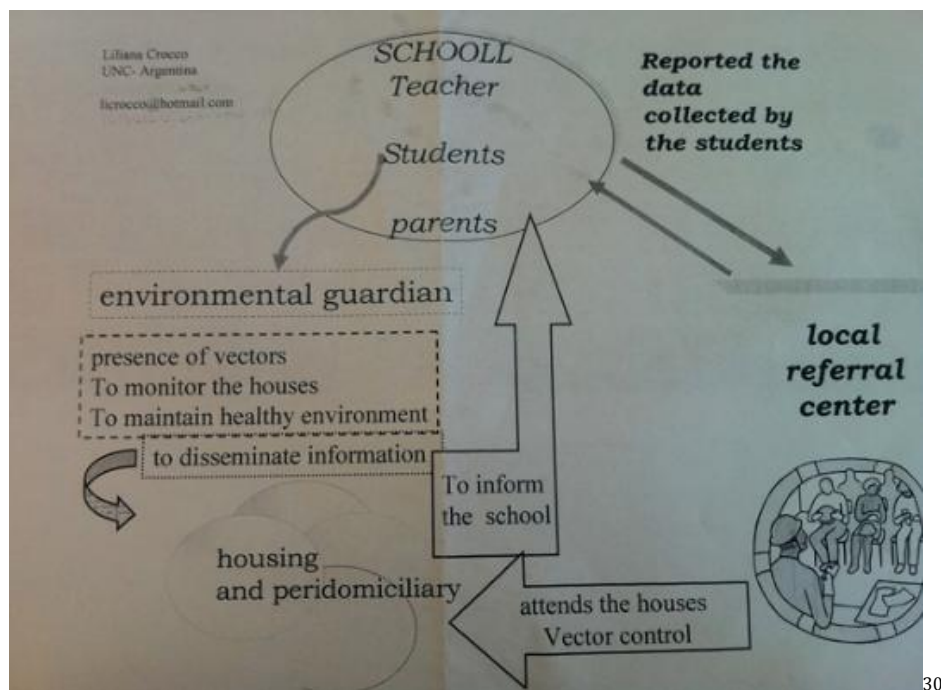 Liliana Crocco
UNC- Argentina
licrocco@hotmail.com
SCHOOLL
Teacher
Students
parents
Reported the
data
collected by
the students
environmental guardian
presence of vectors
To monitor the houses
To maintain healthy environment
to disseminate information
To inform
the school
local
referral
center
housing
and peridomiciliary
attends the houses
Vector control
30